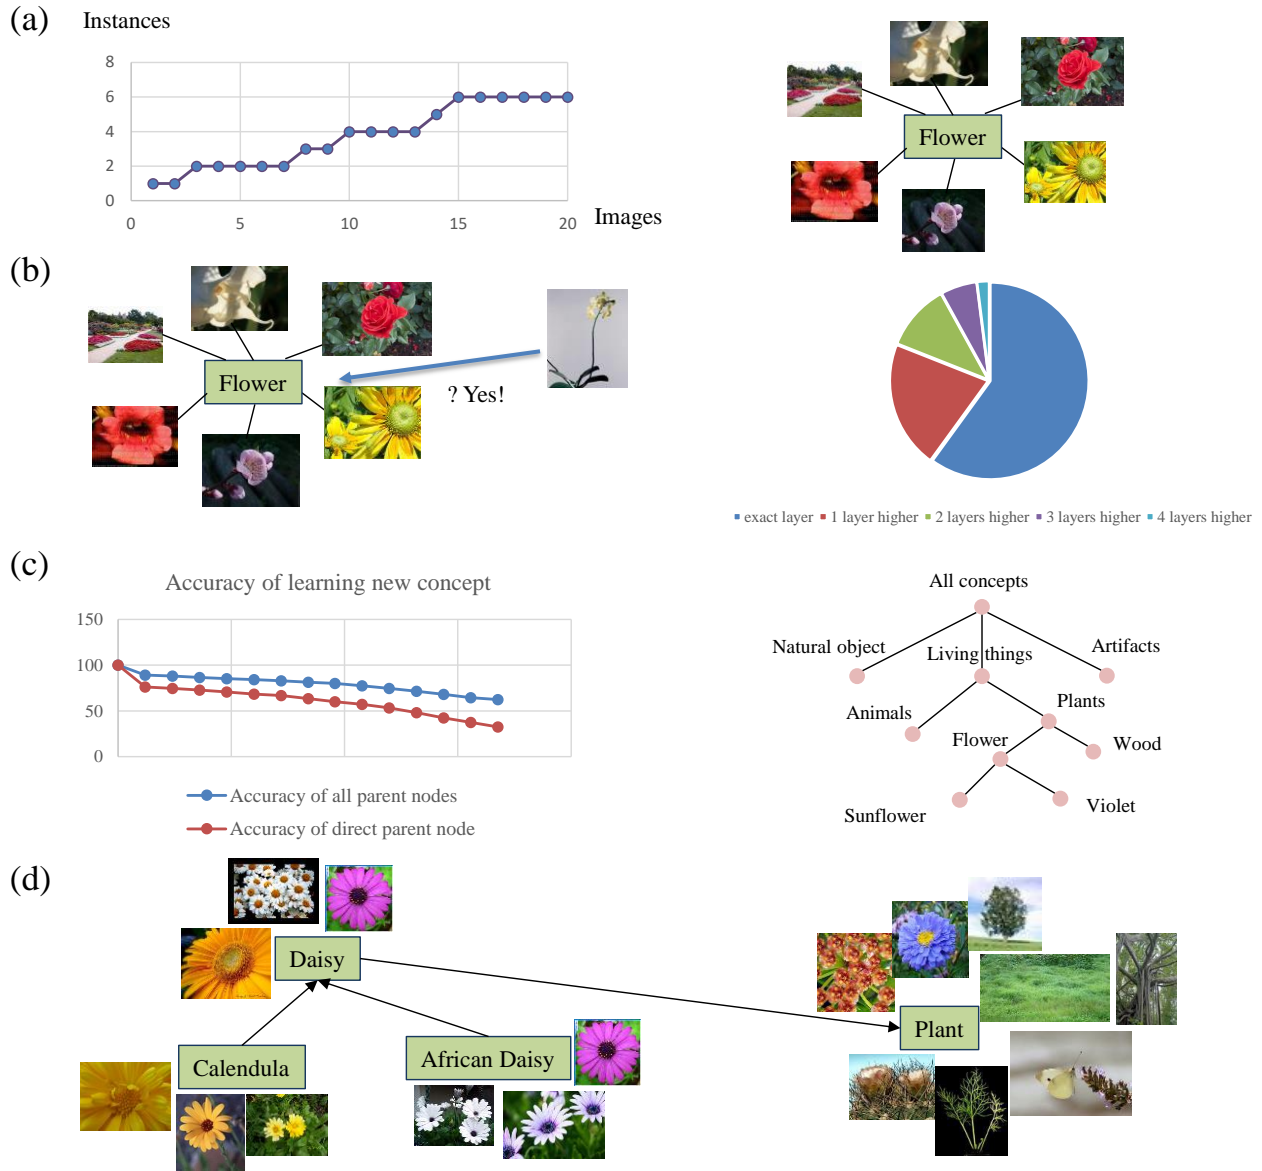 (a)
Instances
8
6
4
2
0
0 5 10 15 20
Images
Flower
(b)
Flower
? Yes!
exact layer 1 layer higher 2 layers higher 3 layers higher 4 layers higher
(c)
Accuracy of learning new concept
150
100
50
0
Accuracy of all parent nodes
Accuracy of direct parent node
All concepts
Natural object
Living things
Artifacts
Animals
Plants
Flower
Wood
Sunflower
Violet
(d)
Daisy
Calendula
African Daisy
Plant